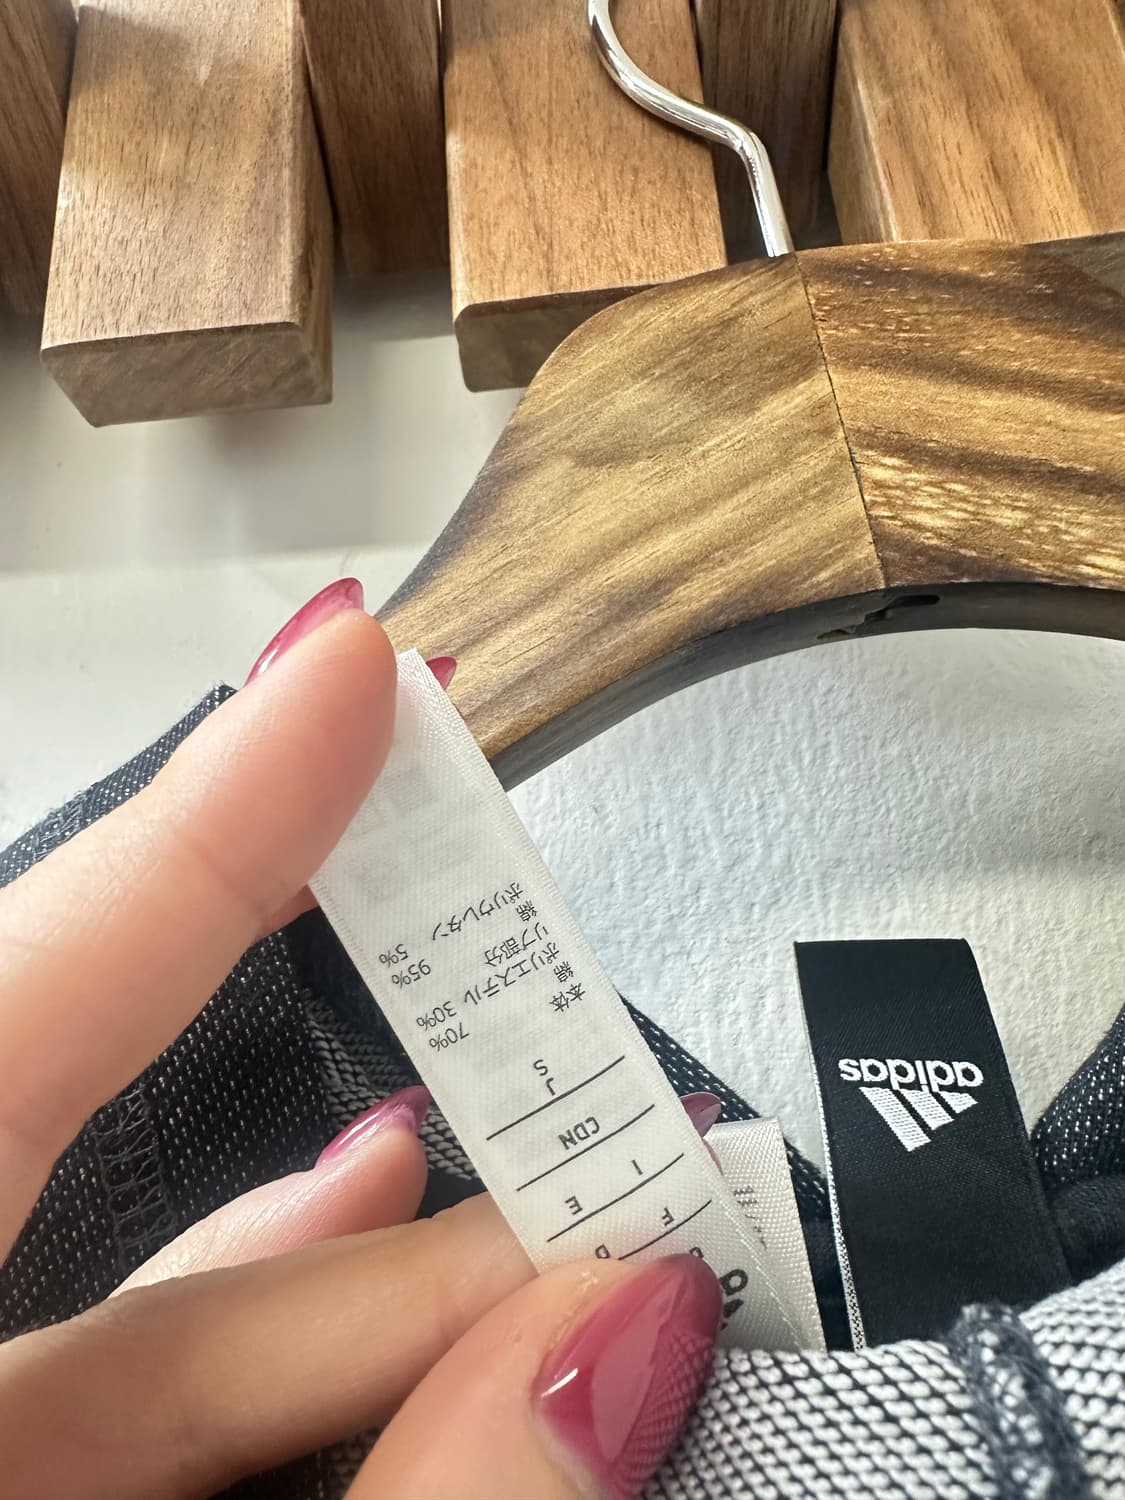 adidas
D
F
E
I
CDN
J
S
本体
綿 70%
ポリエステル 30%
リブ部分
綿 95%
ポリウレタン 5%